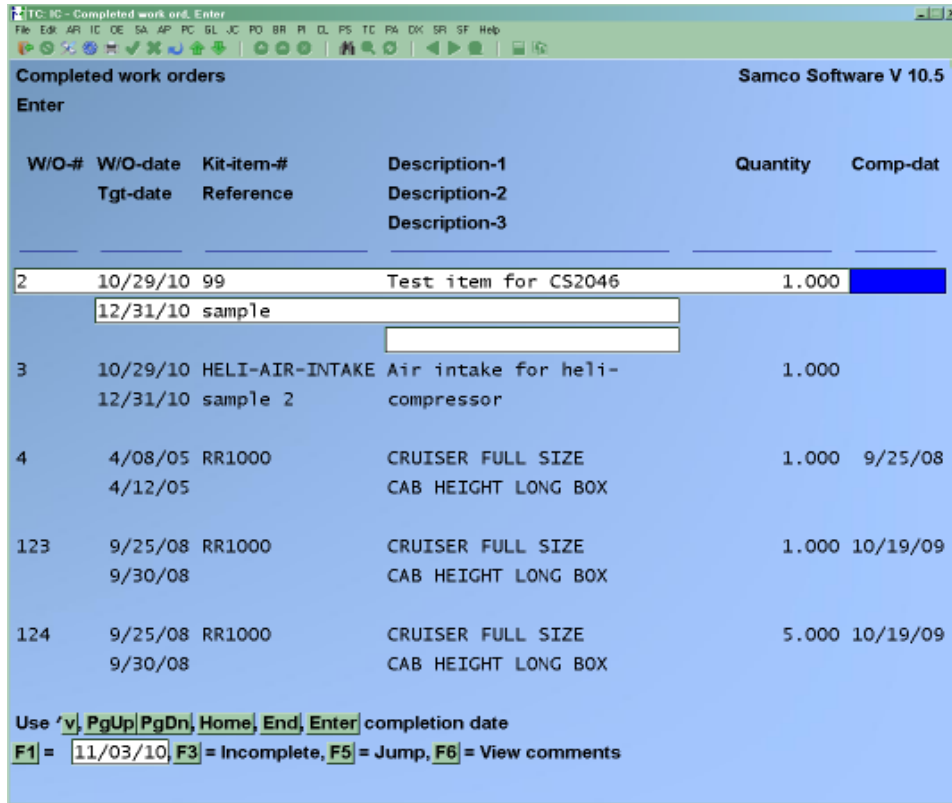 TC: IC - Completed work ord, Enter
File Edit AR IC OE SA AP PC GL JC PO BR PI CL PS TC PA DX SR SF Help
Completed work orders Samco Software V 10.5
Enter
W/O-# W/O-date Kit-item-# Description-1 Quantity Comp-dat
Tgt-date Reference Description-2
Description-3
2 10/29/10 99 Test item for CS2046 1.000
12/31/10 sample
3 10/29/10 HELI-AIR-INTAKE Air intake for heli- 1.000
12/31/10 sample 2 compressor
4 4/08/05 RR1000 CRUISER FULL SIZE 1.000 9/25/08
4/12/05 CAB HEIGHT LONG BOX
123 9/25/08 RR1000 CRUISER FULL SIZE 1.000 10/19/09
9/30/08 CAB HEIGHT LONG BOX
124 9/25/08 RR1000 CRUISER FULL SIZE 5.000 10/19/09
9/30/08 CAB HEIGHT LONG BOX
Use ^v, PgUp PgDn, Home, End, Enter completion date
F1 = 11/03/10, F3 = Incomplete, F5 = Jump, F6 = View comments